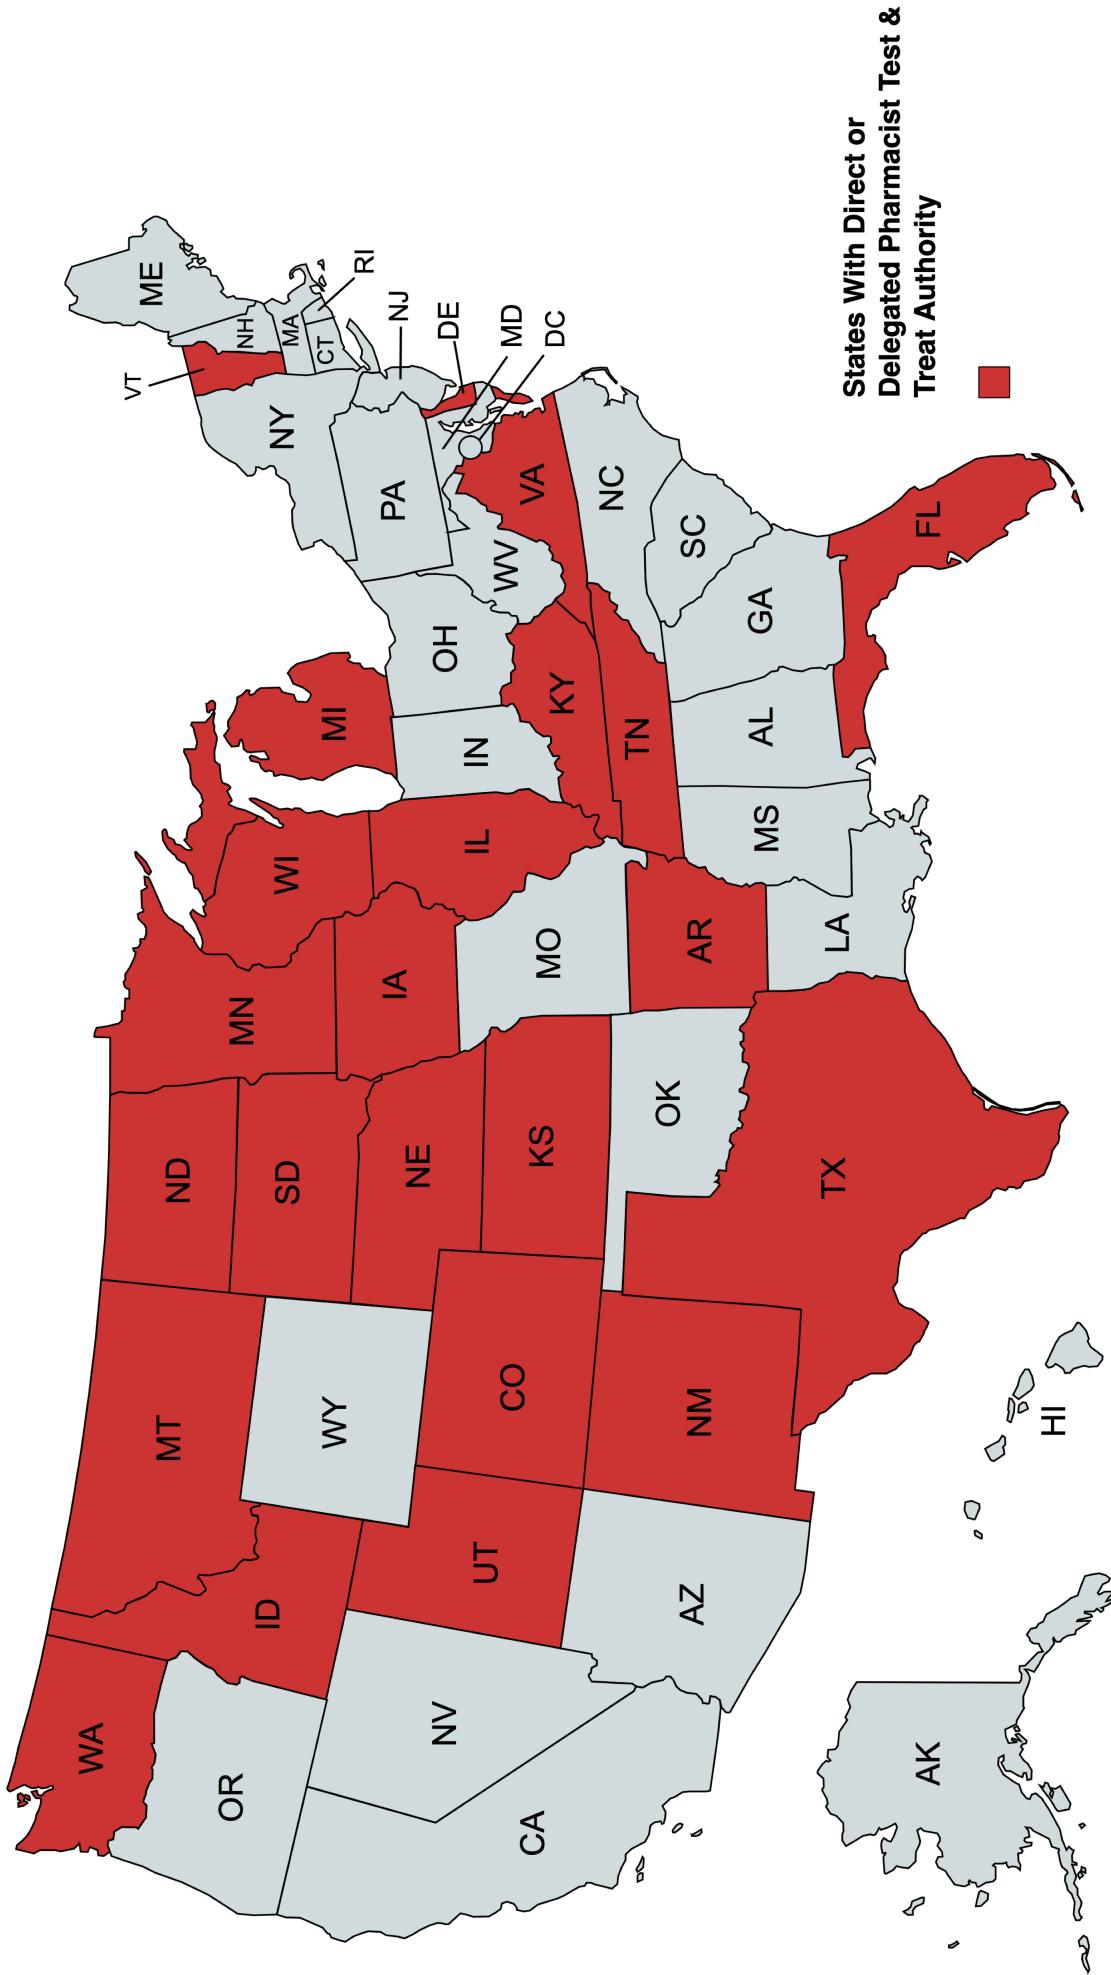 WA
OR
CA
NV
ID
MT
WY
UT
AZ
CO
NM
ND
SD
NE
KS
OK
TX
MN
IA
MO
AR
LA
WI
IL
MS
MI
IN
KY
TN
AL
OH
WV
VA
NC
SC
GA
FL
PA
NY
VT
NH
ME
MA
CT
RI
NJ
DE
MD
DC
AK
HI
States With Direct or
Delegated Pharmacist Test &
Treat Authority